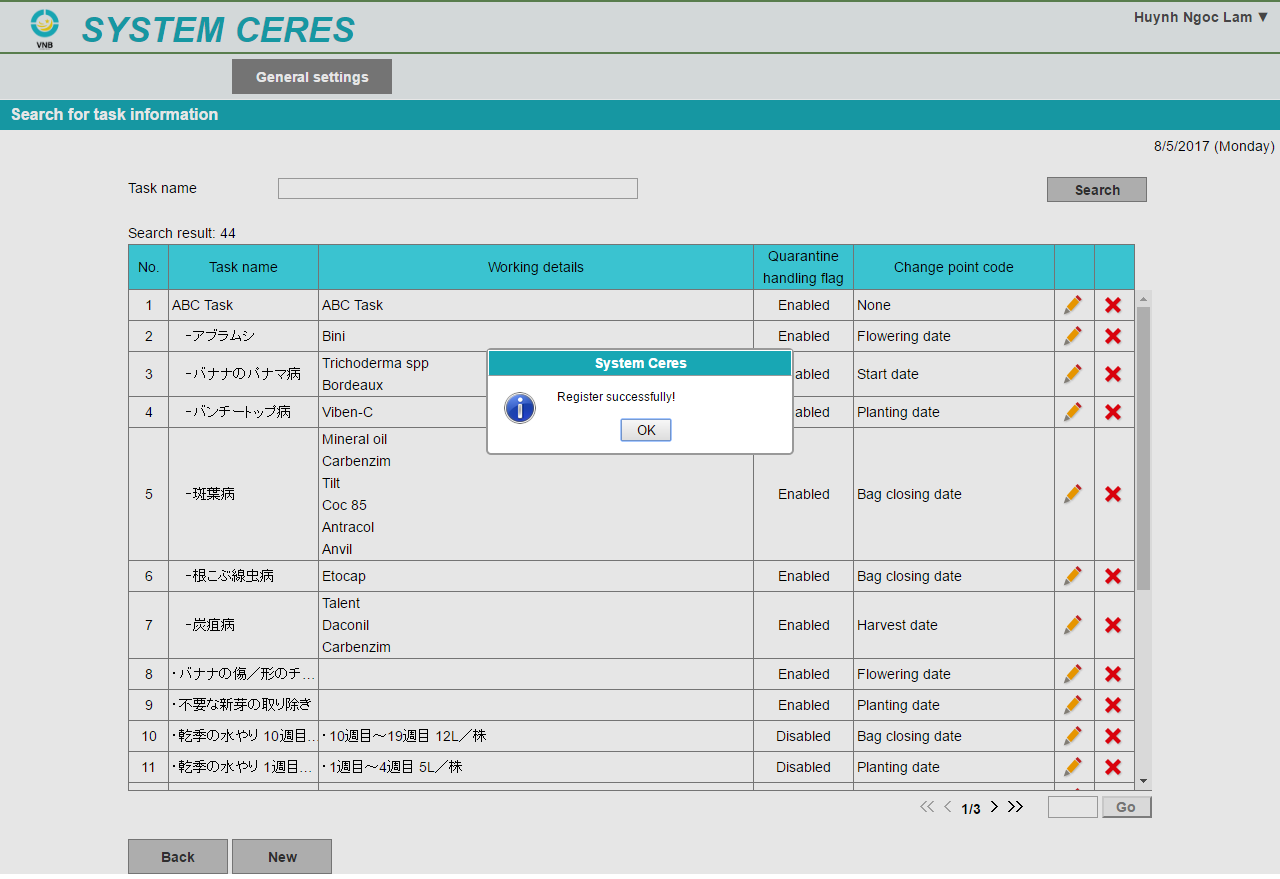 VNB
SYSTEM CERES
Huynh Ngoc Lam ▼
General settings
Search for task information
8/5/2017 (Monday)
Task name
Search
Search result: 44
No. Task name Working details Quarantine handling flag Change point code
1 ABC Task ABC Task Enabled None
2 -アブラムシ Bini Enabled Flowering date
3 -バナナのパナマ病 Trichoderma spp
Bordeaux abled Start date
4 -バンチートップ病 Viben-C abled Planting date
5 -斑葉病 Mineral oil
Carbenzim
Tilt
Coc 85
Antracol
Anvil Enabled Bag closing date
6 -根こぶ線虫病 Etocap Enabled Bag closing date
7 -炭疽病 Talent
Daconil
Carbenzim Enabled Harvest date
8 ・バナナの傷／形のチ... Enabled Flowering date
9 ・不要な新芽の取り除き Enabled Planting date
10 ・乾季の水やり 10週目... ・10週目～19週目 12L／株 Disabled Bag closing date
11 ・乾季の水やり 1週目... ・1週目～4週目 5L／株 Disabled Planting date
System Ceres
Register successfully!
OK
1/3
Go
Back
New